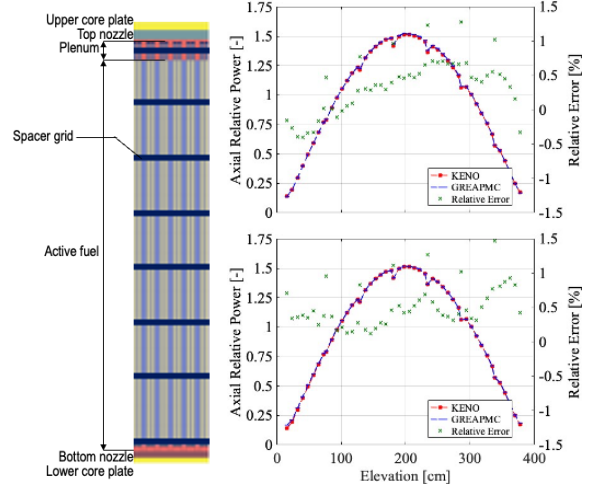 Upper core plate
Top nozzle
Plenum
Spacer grid
Active fuel
Bottom nozzle
Lower core plate
Axial Relative Power [-]
1.75
1.5
1.25
1
0.75
0.5
0.25
0
KENO
GREAPMC
Relative Error
1.5
1
0.5
0
-0.5
-1
-1.5
Relative Error [%]
Axial Relative Power [-]
1.75
1.5
1.25
1
0.75
0.5
0.25
0
KENO
GREAPMC
Relative Error
1.5
1
0.5
0
-0.5
-1
-1.5
Relative Error [%]
0 100 200 300 400
Elevation [cm]